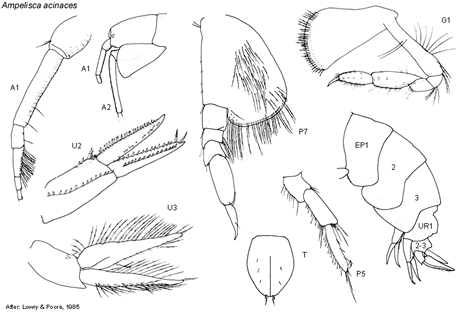 Ampelisca acinaces
G1
A1
A1
A2
U2
P7
EP1
2
3
U3
UR1
2-3
T
P5
After: Lowry & Poore, 1985